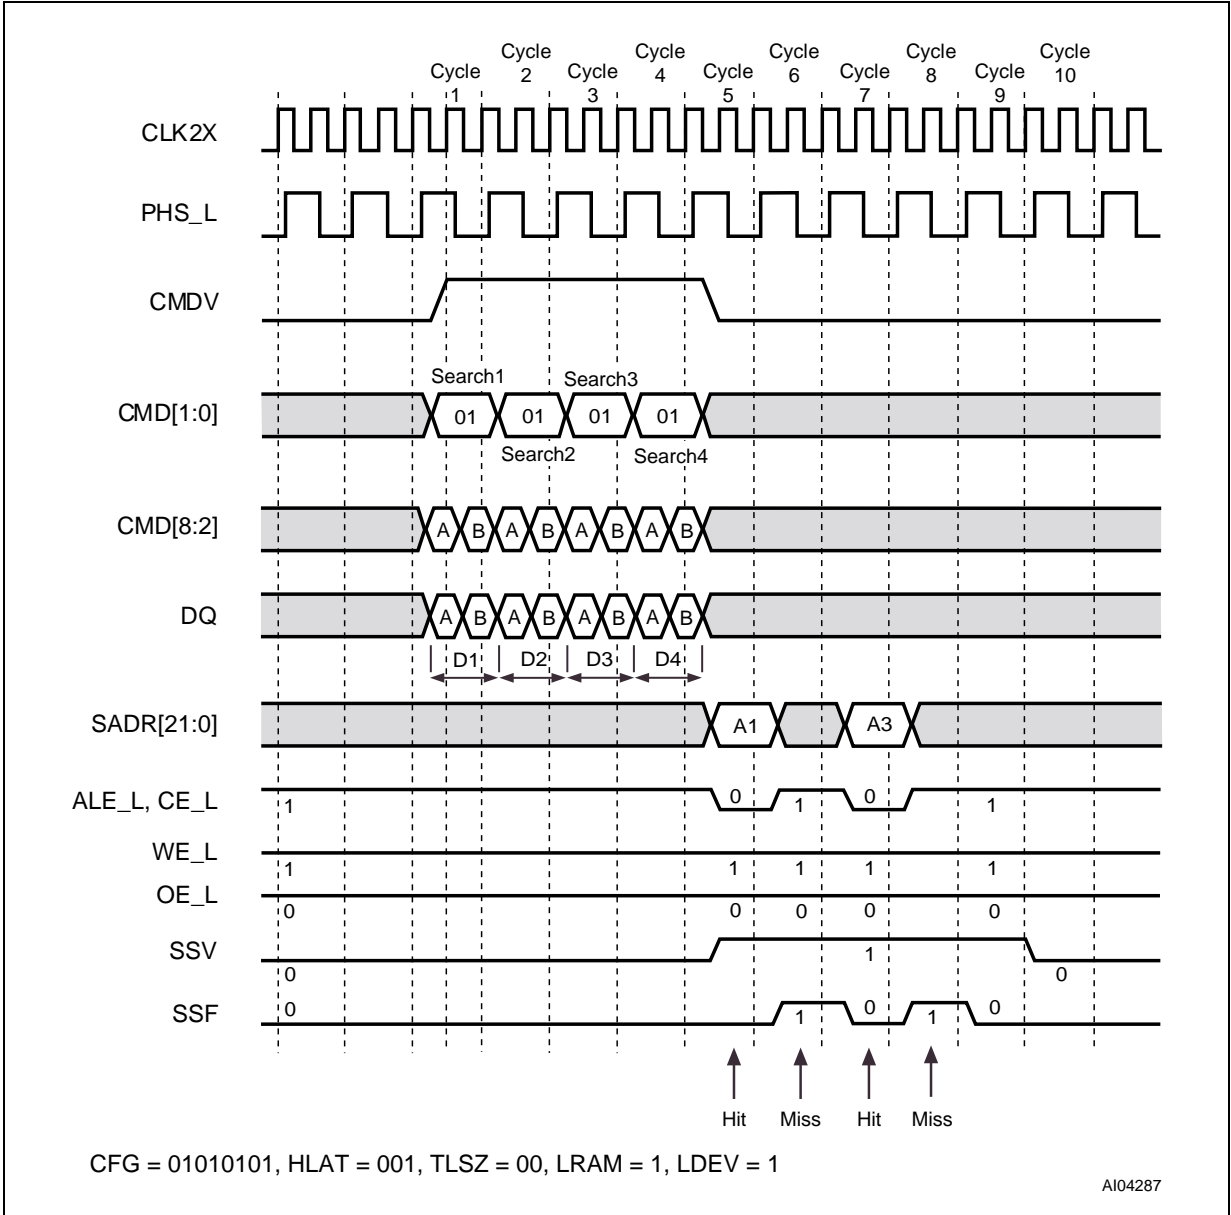 Cycle 1
Cycle 2
Cycle 3
Cycle 4
Cycle 5
Cycle 6
Cycle 7
Cycle 8
Cycle 9
Cycle 10
CLK2X
PHS_L
CMDV
Search1
Search3
CMD[1:0]
01 01 01 01
Search2
Search4
CMD[8:2]
A B A B A B A B
DQ
A B A B A B A B
D1 D2 D3 D4
SADR[21:0]
A1 A3
ALE_L, CE_L
1 0 1 0 1
WE_L
1 1 1 1 1
OE_L
0 0 0 0 0
SSV
0 1 0
SSF
0 1 0 1 0
Hit Miss Hit Miss
CFG = 01010101, HLAT = 001, TLSZ = 00, LRAM = 1, LDEV = 1
AI04287